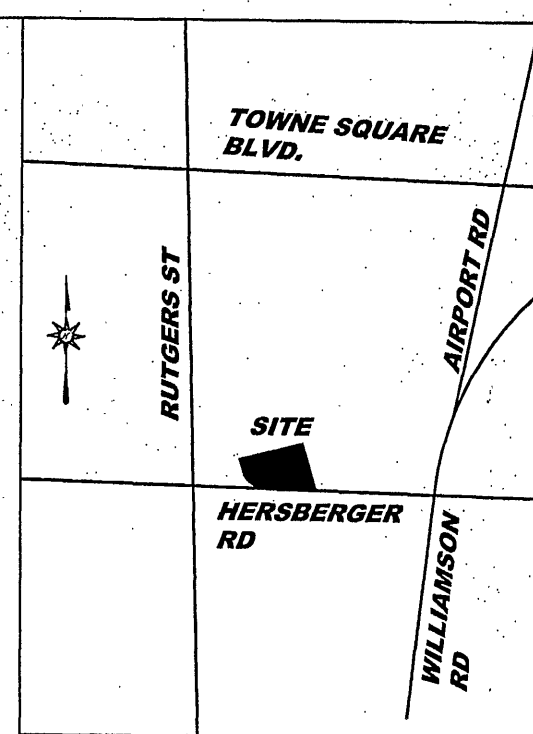 TOWNE SQUARE
BLVD.
AIRPORT RD
RUTGERS ST
N
SITE
HERSBERGER
RD
WILLIAMSON
RD